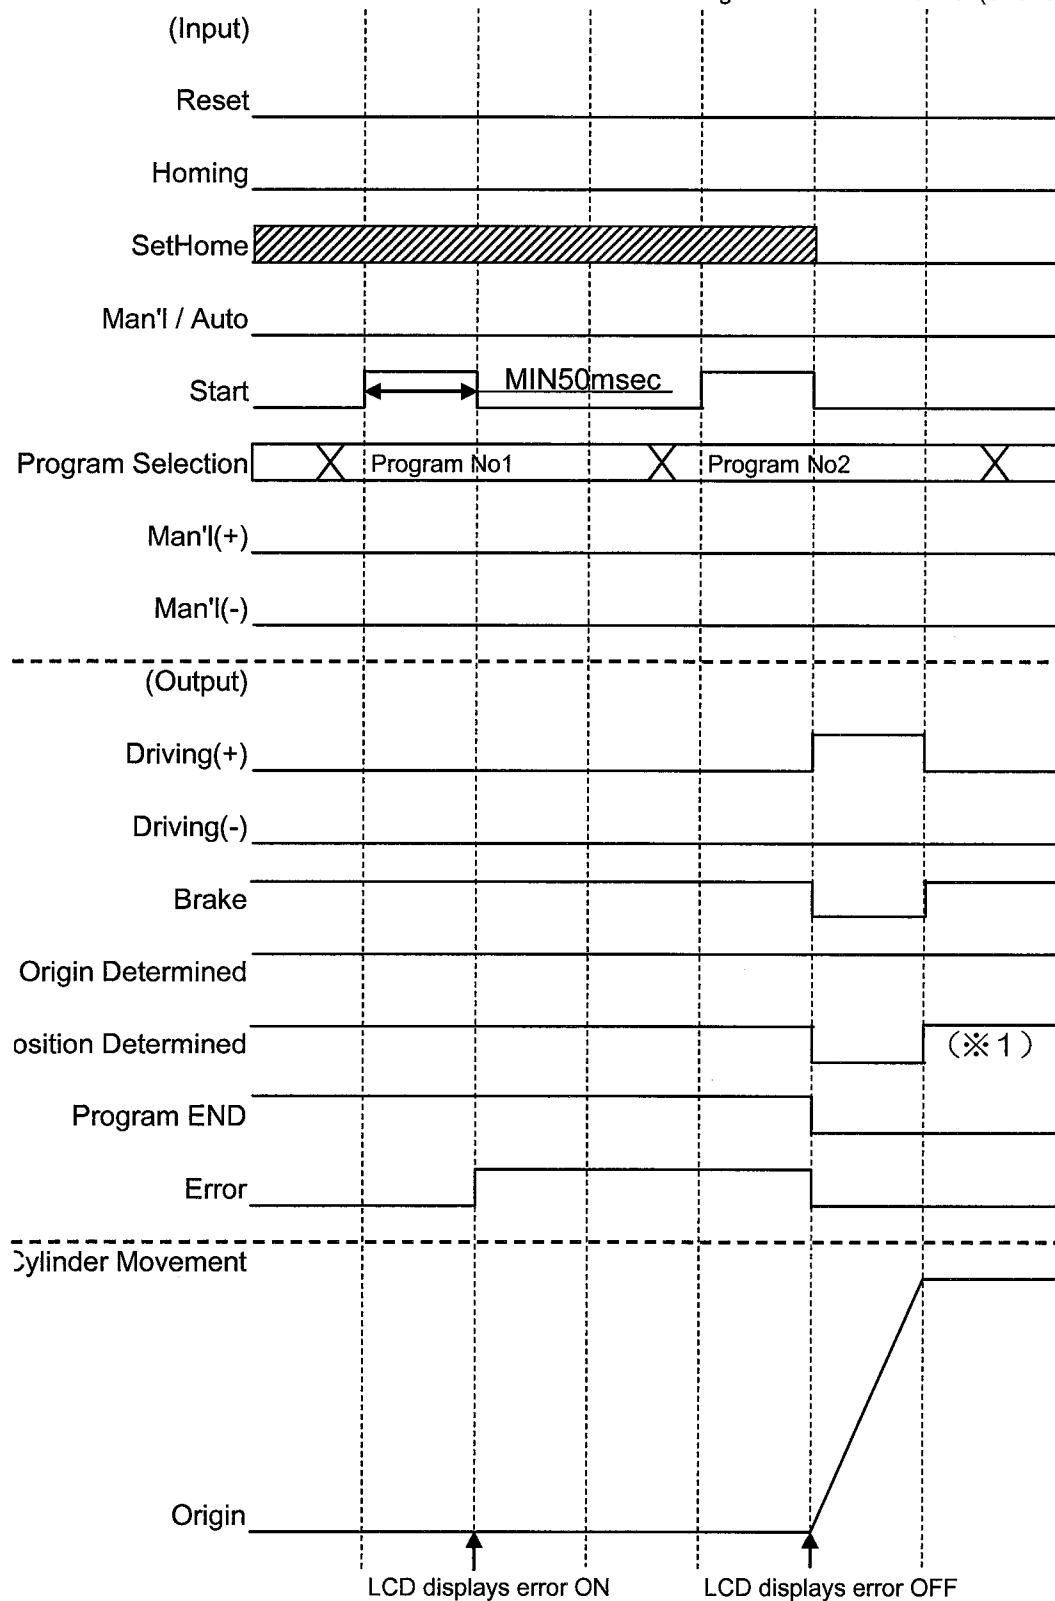 (Input)
Reset
Homing
SetHome
Man'l / Auto
Start
MIN50msec
Program Selection
Program No1
Program No2
Man'l(+)
Man'l(-)
(Output)
Driving(+)
Driving(-)
Brake
Origin Determined
osition Determined
(※1)
Program END
Error
Cylinder Movement
Origin
LCD displays error ON
LCD displays error OFF